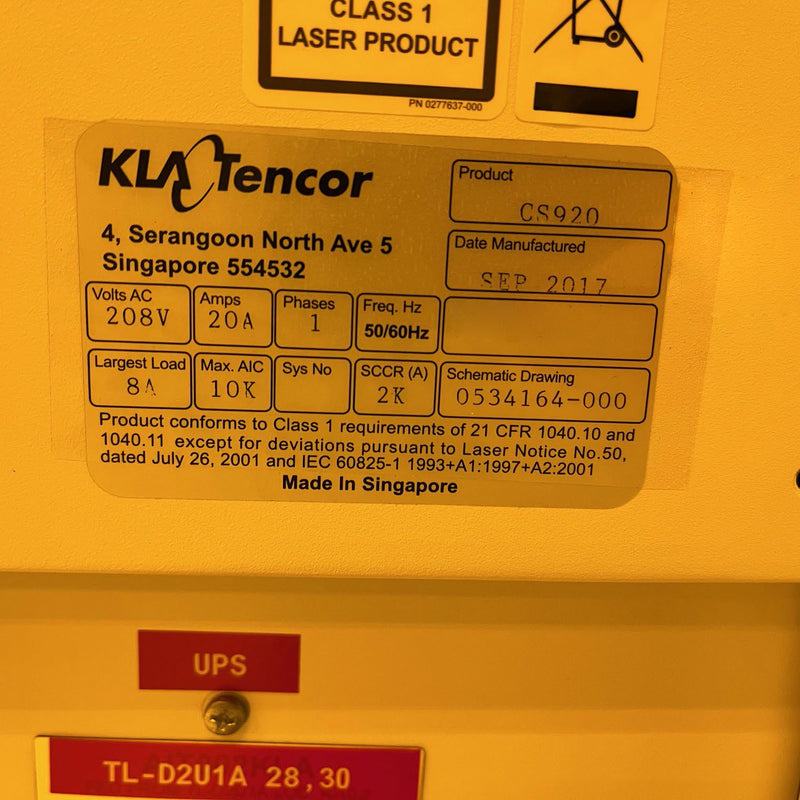 CLASS 1
LASER PRODUCT
PN 0277637-000
KLA Tencor
4, Serangoon North Ave 5
Singapore 554532
Product
CS920
Date Manufactured
SEP 2017
Volts AC
208V
Amps
20A
Phases
1
Freq. Hz
50/60Hz
Largest Load
8A
Max. AIC
10K
Sys No
SCCR (A)
2K
Schematic Drawing
0534164-000
Product conforms to Class 1 requirements of 21 CFR 1040.10 and
1040.11 except for deviations pursuant to Laser Notice No.50,
dated July 26, 2001 and IEC 60825-1 1993+A1:1997+A2:2001
Made In Singapore
UPS
TL-D2U1A 28,30